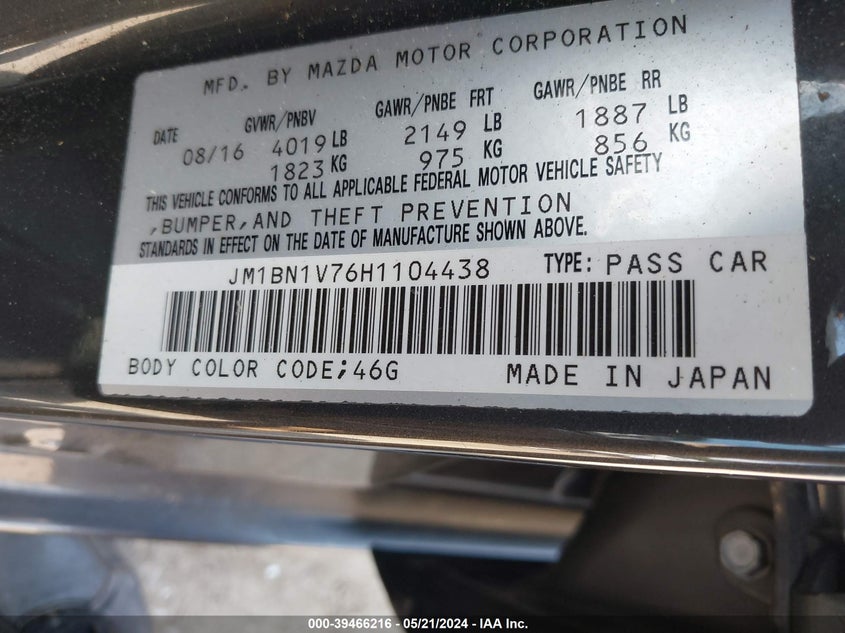 MFD. BY MAZDA MOTOR CORPORATION
DATE GVWR/PNBV GAWR/PNBE FRT GAWR/PNBE RR
08/16 4019 LB 2149 LB 1887 LB
1823 KG 975 KG 856 KG
THIS VEHICLE CONFORMS TO ALL APPLICABLE FEDERAL MOTOR VEHICLE SAFETY
,BUMPER,AND THEFT PREVENTION
STANDARDS IN EFFECT ON THE DATE OF MANUFACTURE SHOWN ABOVE.
JM1BN1V76H1104438 TYPE: PASS CAR
BODY COLOR CODE;46G MADE IN JAPAN
000-39466216 - 05/21/2024 - IAA Inc.